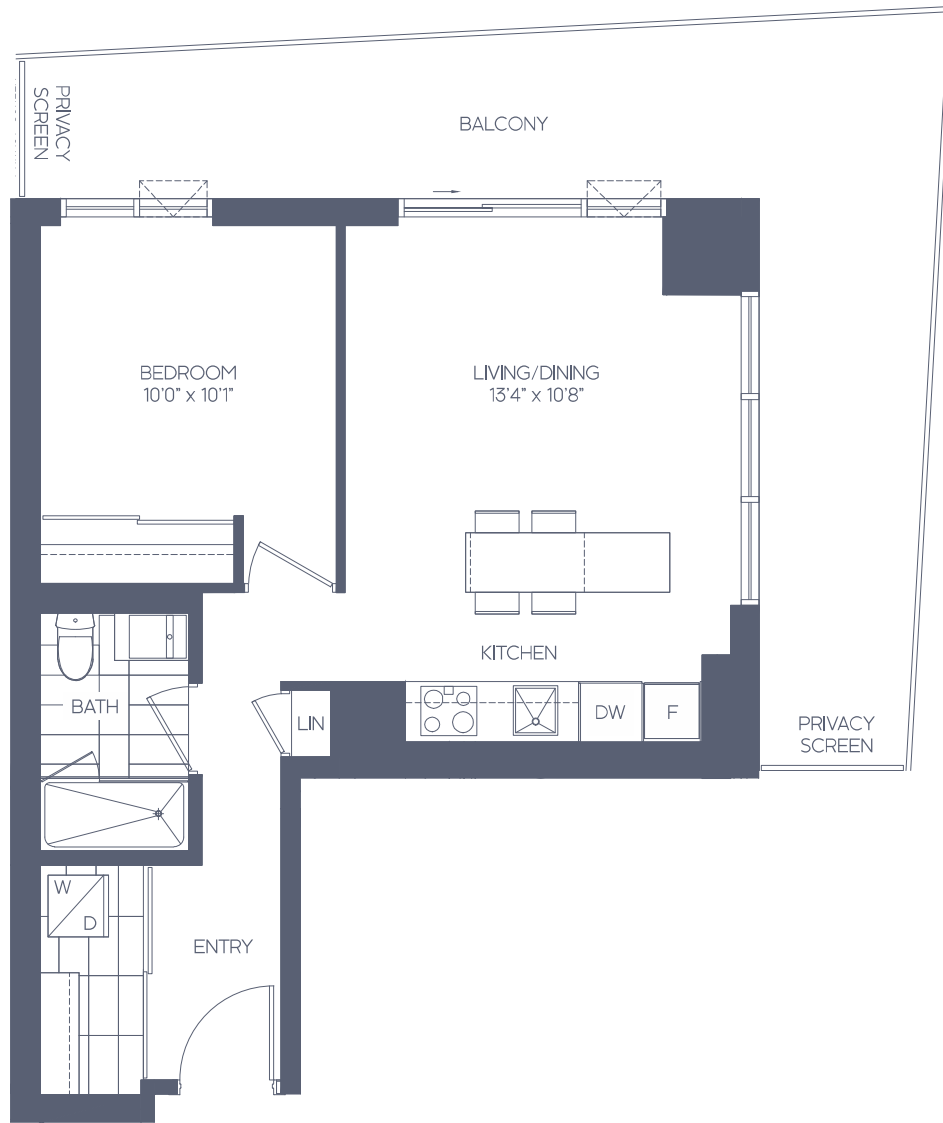 PRIVACY
SCREEN
BALCONY
BEDROOM
10'0" x 10'1"
LIVING/DINING
13'4" x 10'8"
KITCHEN
BATH
LIN
DW
F
PRIVACY
SCREEN
W
D
ENTRY